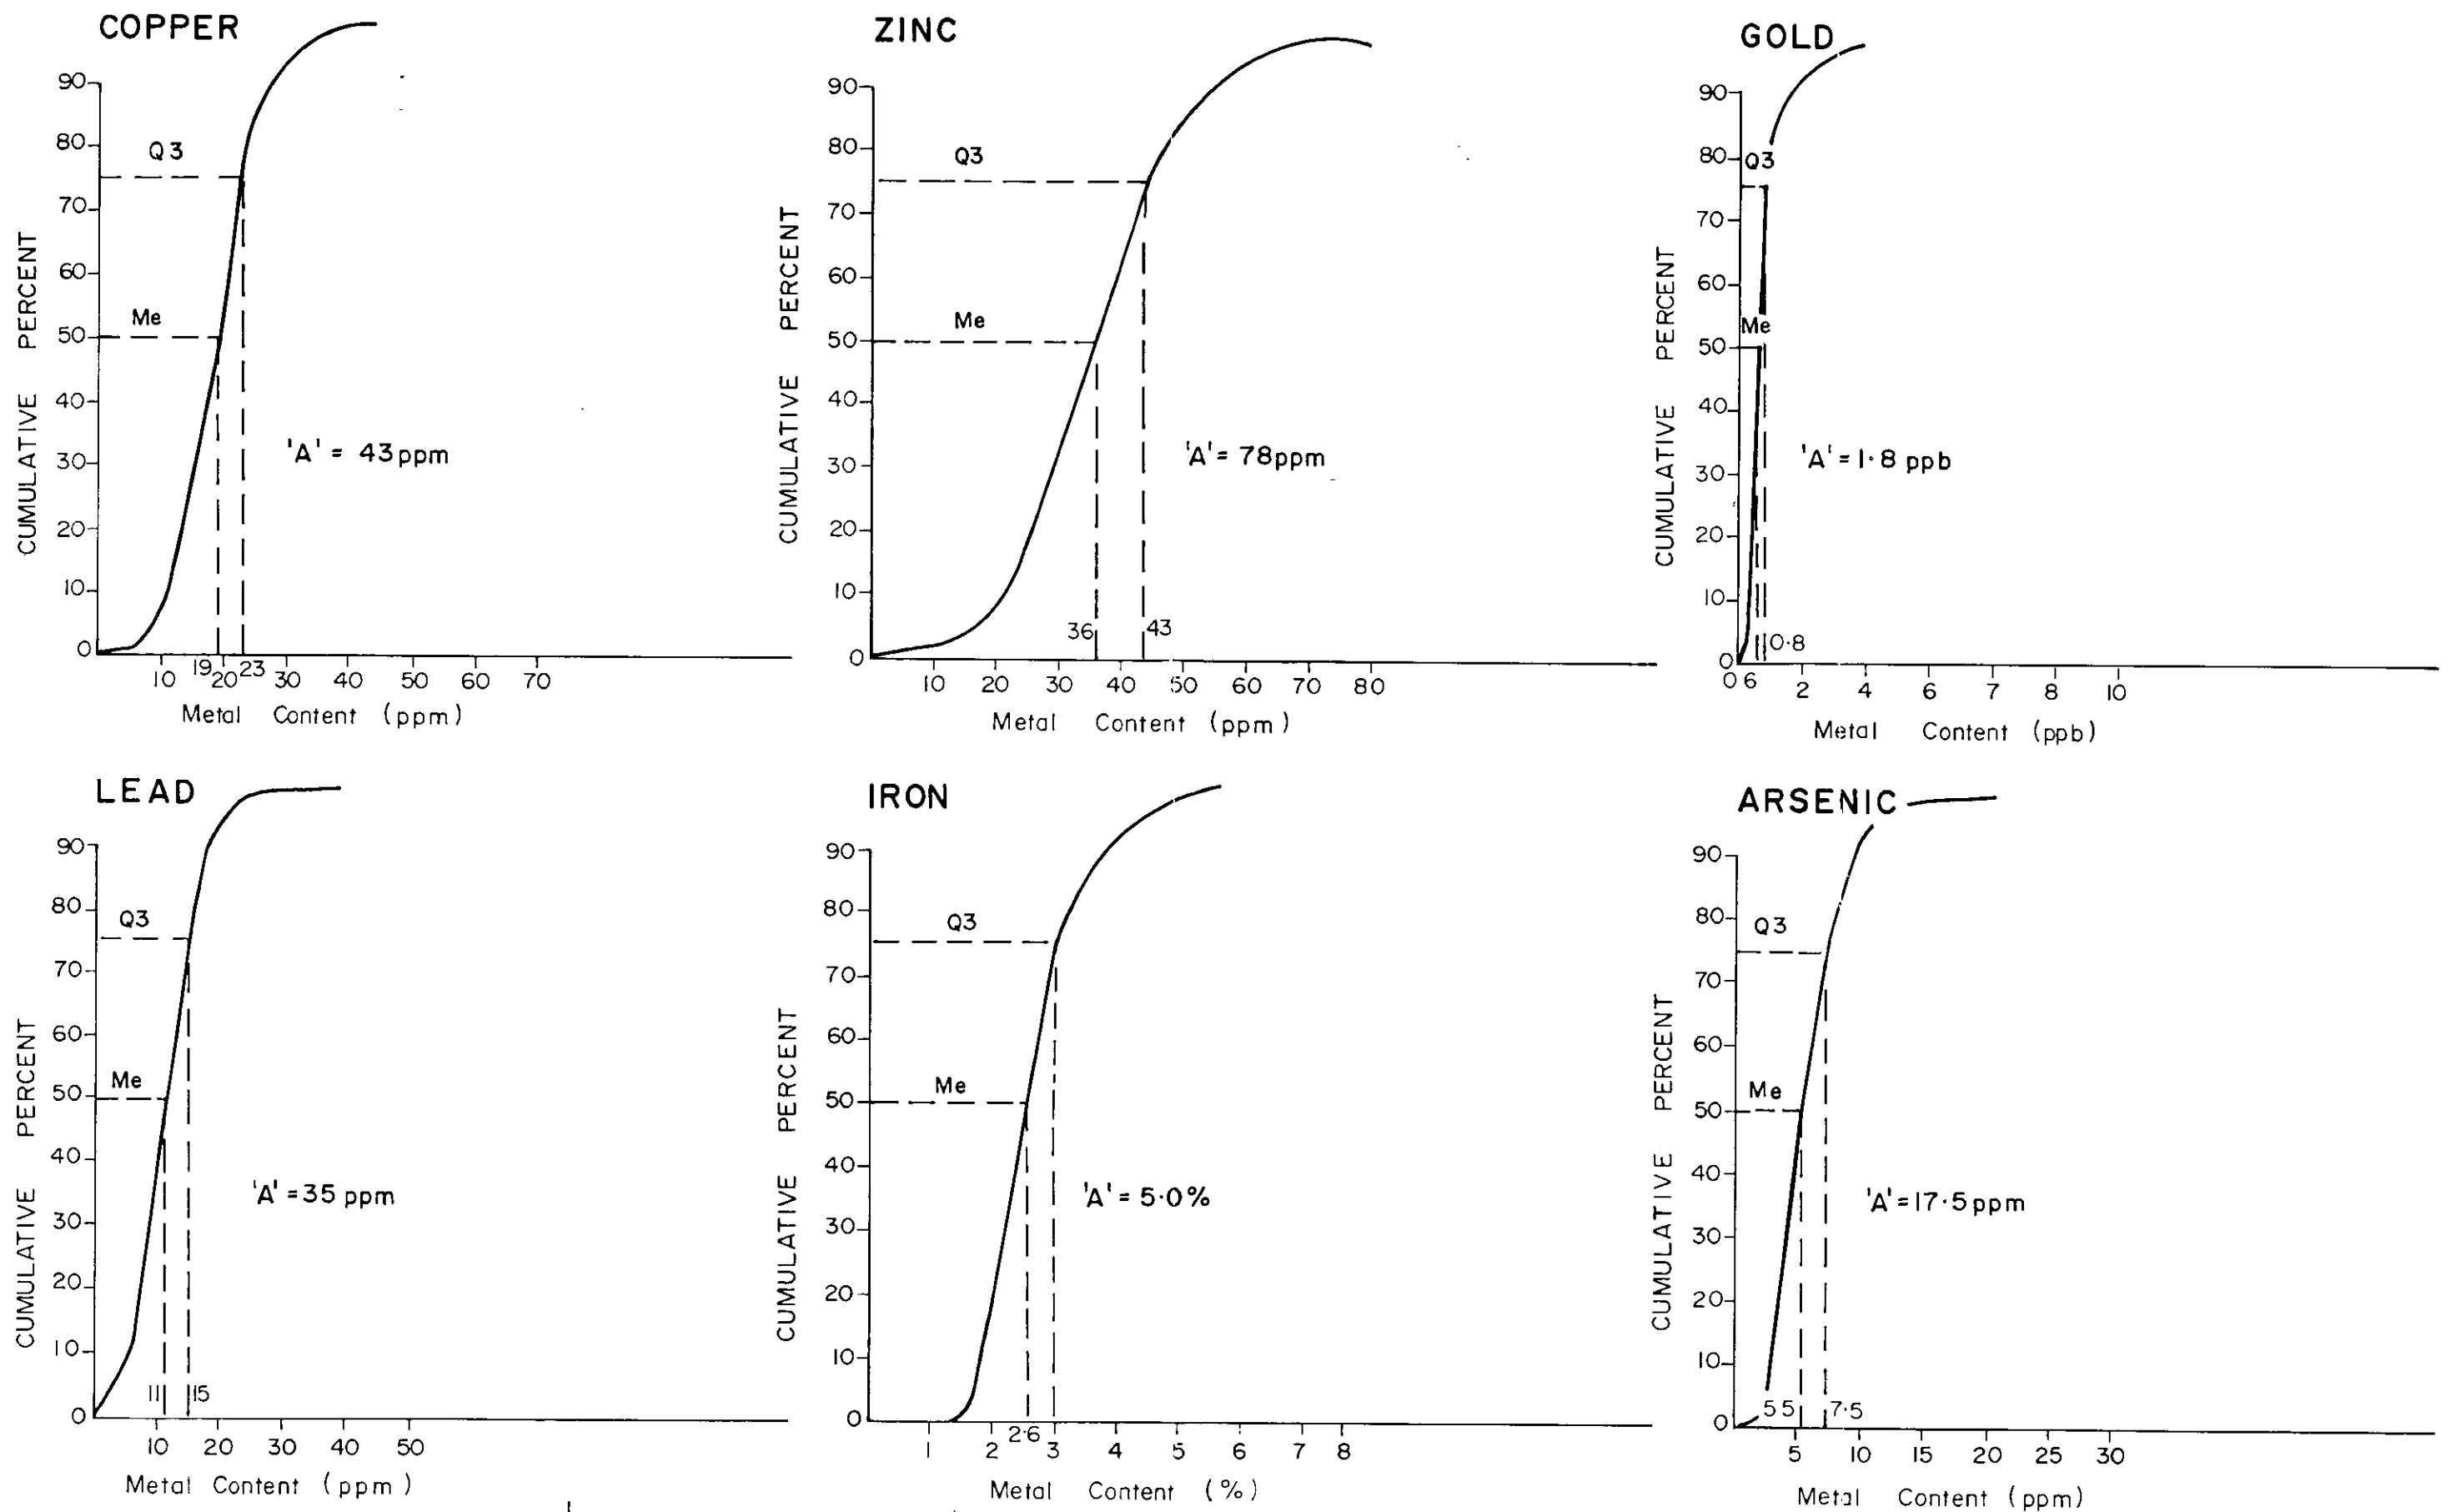 COPPER
90
80
Q3
70
60
Me
50
40
'A' = 43 ppm
30
20
10
0
CUMULATIVE PERCENT
10 19 20 23 30 40 50 60 70
Metal Content (ppm)
ZINC
90
80
Q3
70
60
Me
50
40
'A' = 78 ppm
30
20
10
36 43
0
CUMULATIVE PERCENT
10 20 30 40 50 60 70 80
Metal Content (ppm)
GOLD
90
80
Q3
70
60
Me
50
40
'A' = 1·8 ppb
30
20
10
0·8
0
CUMULATIVE PERCENT
0 6 2 4 6 7 8 10
Metal Content (ppb)
LEAD
90
80
Q3
70
60
Me
50
40
'A' = 35 ppm
30
20
10
11 15
0
CUMULATIVE PERCENT
10 20 30 40 50
Metal Content (ppm)
IRON
90
80
Q3
70
60
Me
50
40
'A' = 5·0%
30
20
10
0
CUMULATIVE PERCENT
1 2 2·6 3 4 5 6 7 8
Metal Content (%)
ARSENIC
90
80
Q3
70
60
Me
50
40
'A' = 17·5 ppm
30
20
10
5 5 7·5
0
CUMULATIVE PERCENT
5 10 15 20 25 30
Metal Content (ppm)